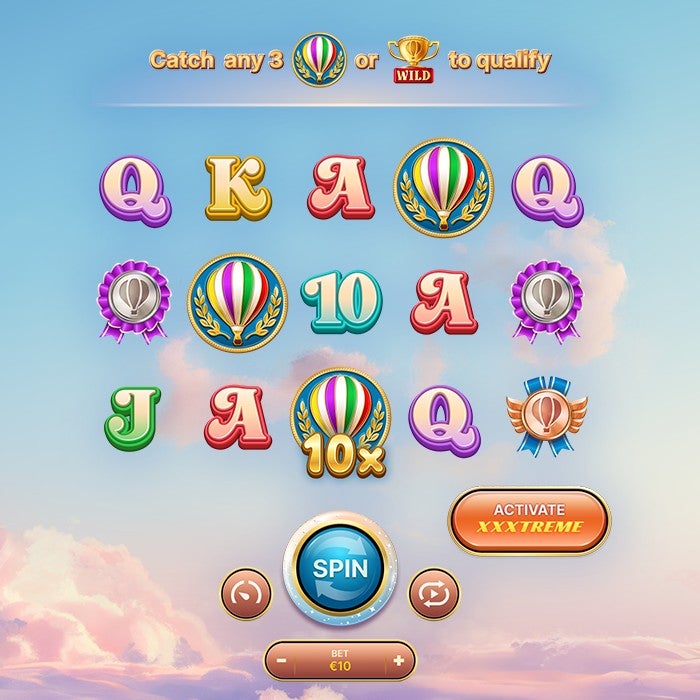 Catch any 3 or WILD to qualify
Q K A Q
10 A
J A 10x Q
ACTIVATE
XXXTREME
SPIN
BET
- €10 +